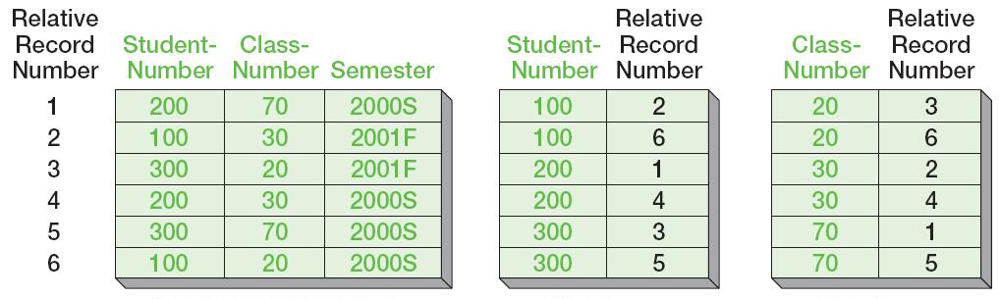 Relative Record Number Student-Number Class-Number Semester
1 200 70 2000S
2 100 30 2001F
3 300 20 2001F
4 200 30 2000S
5 300 70 2000S
6 100 20 2000S
Student-Number Relative Record Number
100 2
100 6
200 1
200 4
300 3
300 5
Class-Number Relative Record Number
20 3
20 6
30 2
30 4
70 1
70 5